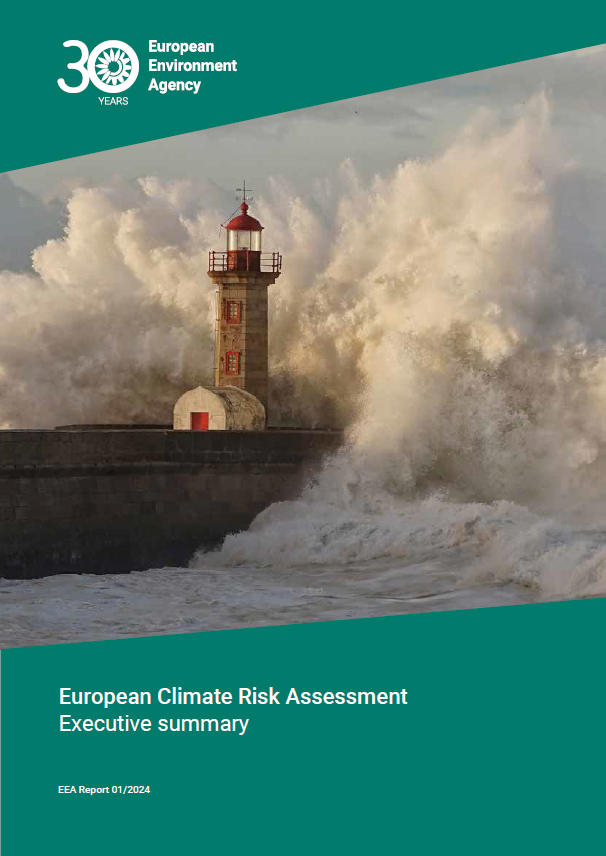 30
YEARS
European
Environment
Agency
European Climate Risk Assessment
Executive summary
EEA Report 01/2024